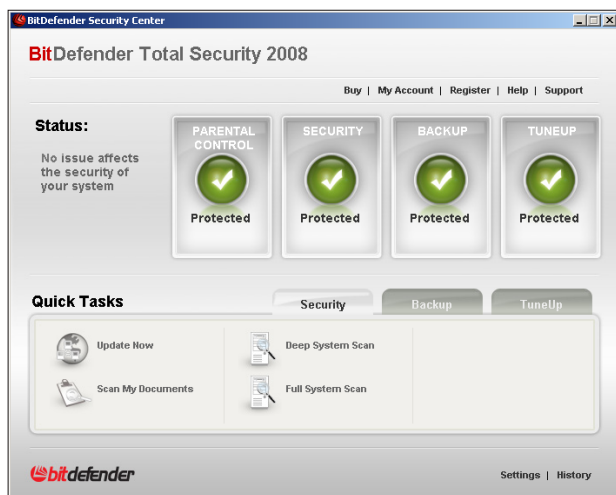 BitDefender Security Center
BitDefender Total Security 2008
Buy | My Account | Register | Help | Support
Status:
No issue affects
the security of
your system
PARENTAL
CONTROL
Protected
SECURITY
Protected
BACKUP
Protected
TUNEUP
Protected
Quick Tasks
Security
Backup
TuneUp
Update Now
Deep System Scan
Scan My Documents
Full System Scan
bitdefender
Settings | History